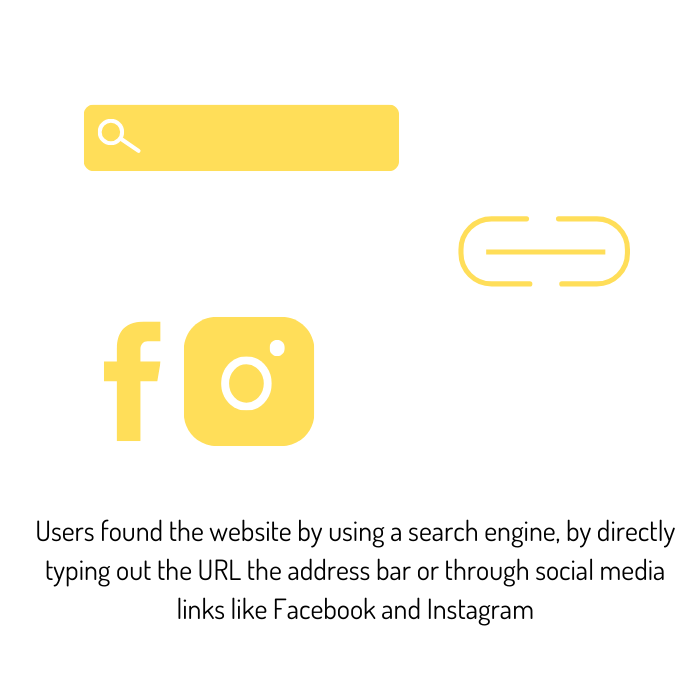 Users found the website by using a search engine, by directly
typing out the URL the address bar or through social media
links like Facebook and Instagram